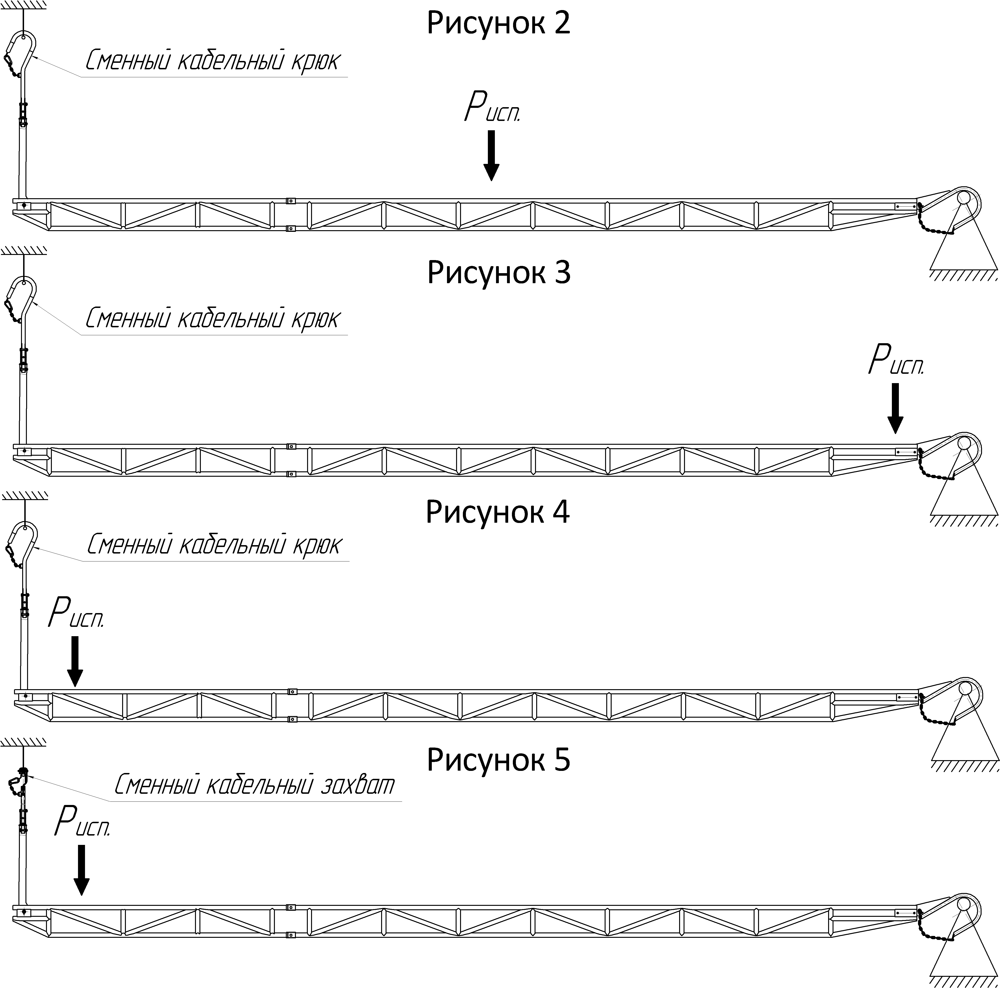 Рисунок 2
Сменный кабельный крюк
Pисп.
Рисунок 3
Сменный кабельный крюк
Pисп.
Рисунок 4
Сменный кабельный крюк
Pисп.
Рисунок 5
Сменный кабельный захват
Pисп.